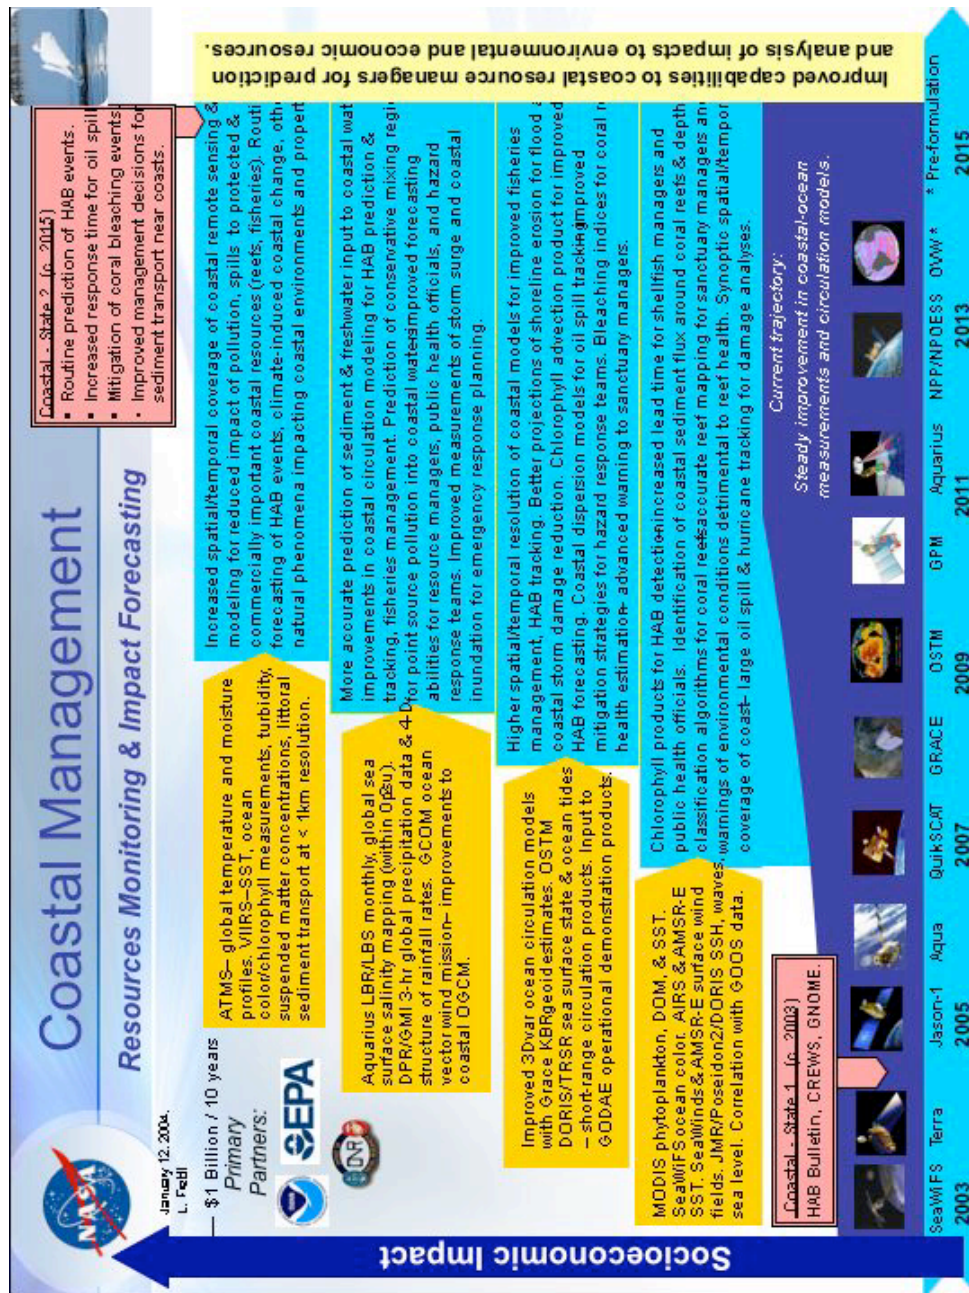 NASA
Coastal Management
Resources Monitoring & Impact Forecasting
January 12, 2004.
$1 Billion / 10 years
Primary
Partners:
EPA
DNR
Socioeconomic Impact
Coastal - State 2 (c. 2015)
▪ Routine prediction of HAB events.
▪ Increased response time for oil spill
▪ Mitigation of coral bleaching events
• Improved management decisions for
sediment transport near coasts.
ATMS– global temperature and moisture
profiles. VIIRS–SST, ocean
color/chlorophyll measurements, turbidity,
suspended matter concentrations, littoral
sediment transport at < 1km resolution.
Increased spatial/temporal coverage of coastal remote sensing &
modeling for reduced impact of pollution, spills to protected &
commercially important coastal resources (reefs, fisheries). Routi
forecasting of HAB events, climate-induced coastal change, oth
natural phenomena impacting coastal environments and propert
Aquarius LBR/LBS monthly, global sea
surface salinity mapping (within
DPR/GMI 3-hr global precipitation data & 4-D
structure of rainfall rates. GCOM ocean
vector wind mission– improvements to
coastal OGCM.
More accurate prediction of sediment & freshwater input to coastal wat
improvements in coastal circulation modeling for HAB prediction &
tracking, fisheries management. Prediction of conservative mixing regi
for point source pollution into coastal waters improved forecasting
abilities for resource managers, public health officials, and hazard
response teams. Improved measurements of storm surge and coastal
inundation for emergency response planning.
Improved 3Dvar ocean circulation models
with Grace KBR geoid estimates. OSTM
DORIS/TRSR sea surface state & ocean tides
– short-range circulation products. Input to
GODAE operational demonstration products.
Higher spatial/temporal resolution of coastal models for improved fisheries
management, HAB tracking. Better projections of shoreline erosion for flood a
coastal storm damage reduction. Chlorophyll advection product for improved
HAB forecasting. Coastal dispersion models for oil spill tracking improved
mitigation strategies for hazard response teams. Bleaching indices for coral r
health estimation– advanced warning to sanctuary managers.
MODIS phytoplankton, DOM, & SST.
SeaWiFS ocean color. AIRS & AMSR-E
SST. SeaWinds & AMSR-E surface wind
fields. JMR/Poseidon2/DORIS SSH, waves,
sea level. Correlation with GOOS data.
Chlorophyll products for HAB detection increased lead time for shellfish managers and
public health officials. Identification of coastal sediment flux around coral reefs & depth
classification algorithms for coral reefs accurate reef mapping for sanctuary managers an
warnings of environmental conditions detrimental to reef health. Synoptic spatial/tempor
coverage of coast– large oil spill & hurricane tracking for damage analyses.
Improved capabilities to coastal resource managers for prediction
and analysis of impacts to environmental and economic resources.
Coastal - State 1 (c. 2003)
HAB Bulletin, CREWS, GNOME.
Current trajectory:
Steady improvement in coastal-ocean
measurements and circulation models.
SeaWiFS Terra Jason-1 Aqua QuikSCAT GRACE OSTM GPM Aquarius NPP/NPOESS OVW* * Pre-formulation
2003 2005 2007 2009 2011 2013 2015